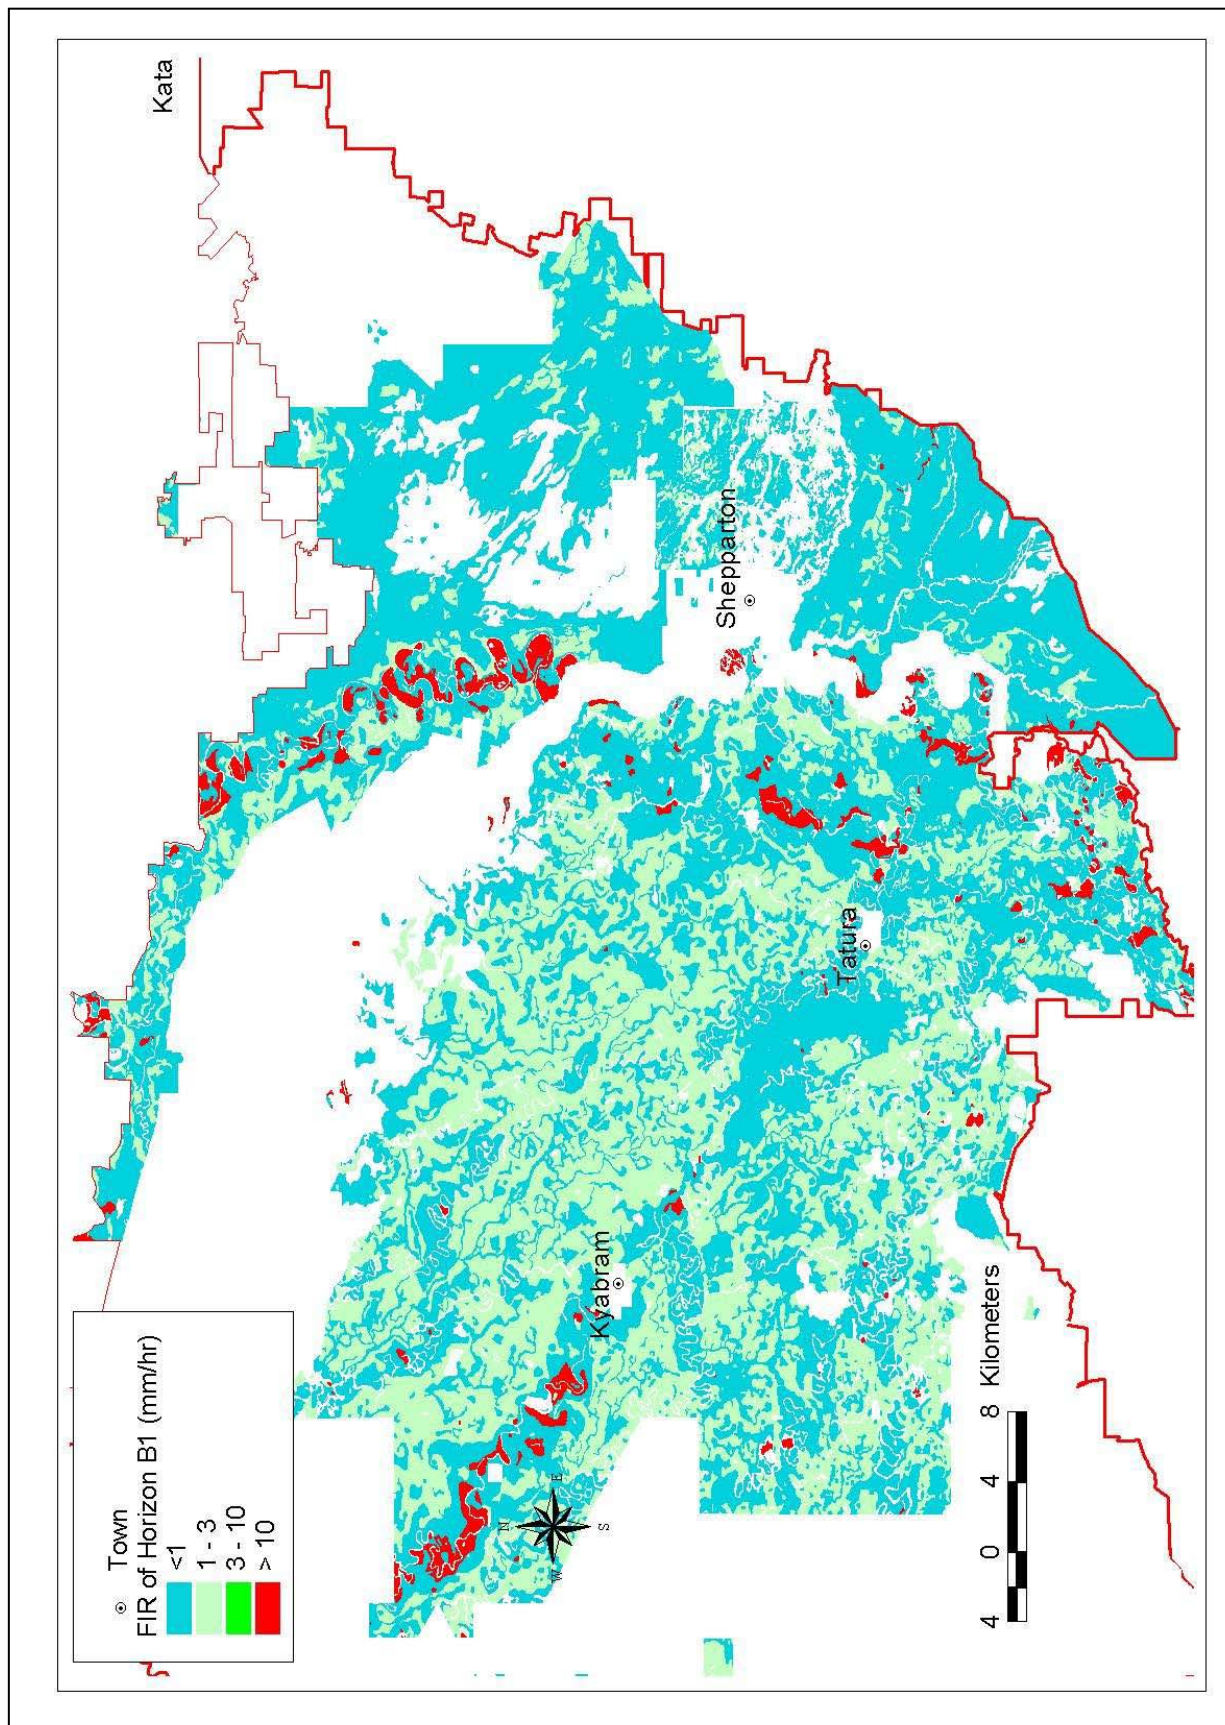 Town
FIR of Horizon B1 (mm/hr)
<1
1 - 3
3 - 10
> 10
Kata
Shepparton
Tatura
Kyabram
N
W
E
S
4 0 4 8 Kilometers